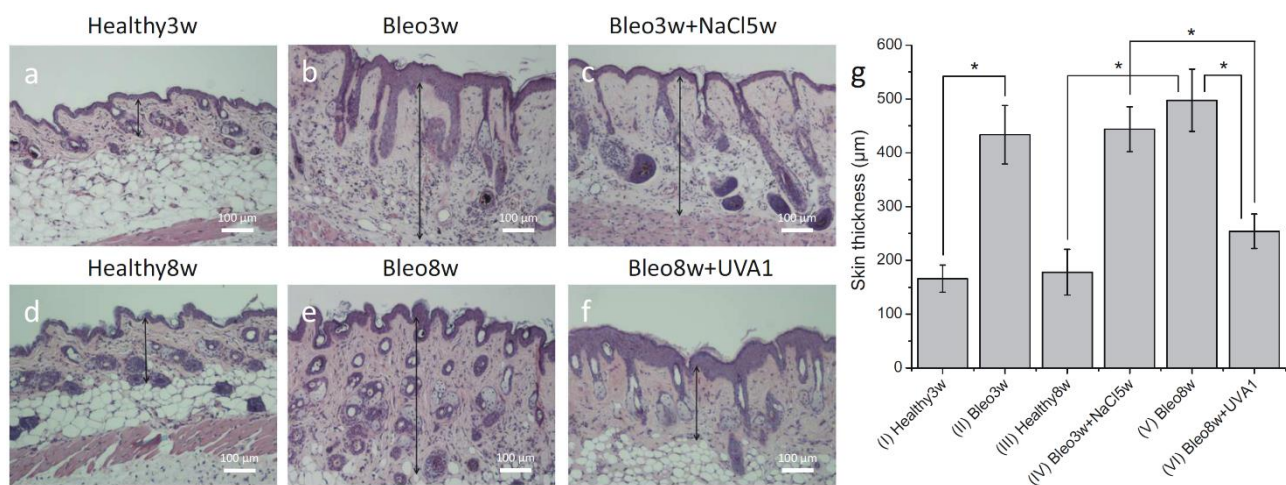 Healthy3w
Bleo3w
Bleo3w+NaCl5w
a
b
c
100 µm
100 µm
100 µm
Healthy8w
Bleo8w
Bleo8w+UVA1
d
e
f
100 µm
100 µm
100 µm
g
Skin thickness (µm)
600
500
400
300
200
100
0
*
*
*
*
(I) Healthy3w
(II) Bleo3w
(III) Healthy8w
(IV) Bleo3w+NaCl5w
(V) Bleo8w
(VI) Bleo8w+UVA1